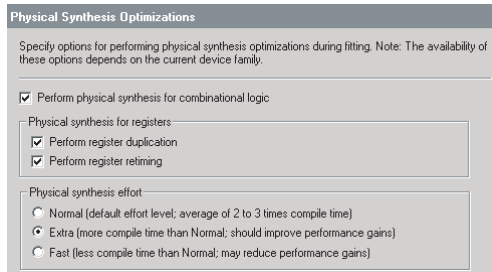 Physical Synthesis Optimizations
Specify options for performing physical synthesis optimizations during fitting. Note: The availability of
these options depends on the current device family.
Perform physical synthesis for combinational logic
Physical synthesis for registers
Perform register duplication
Perform register retiming
Physical synthesis effort
Normal (default effort level; average of 2 to 3 times compile time)
Extra (more compile time than Normal; should improve performance gains)
Fast (less compile time than Normal; may reduce performance gains)